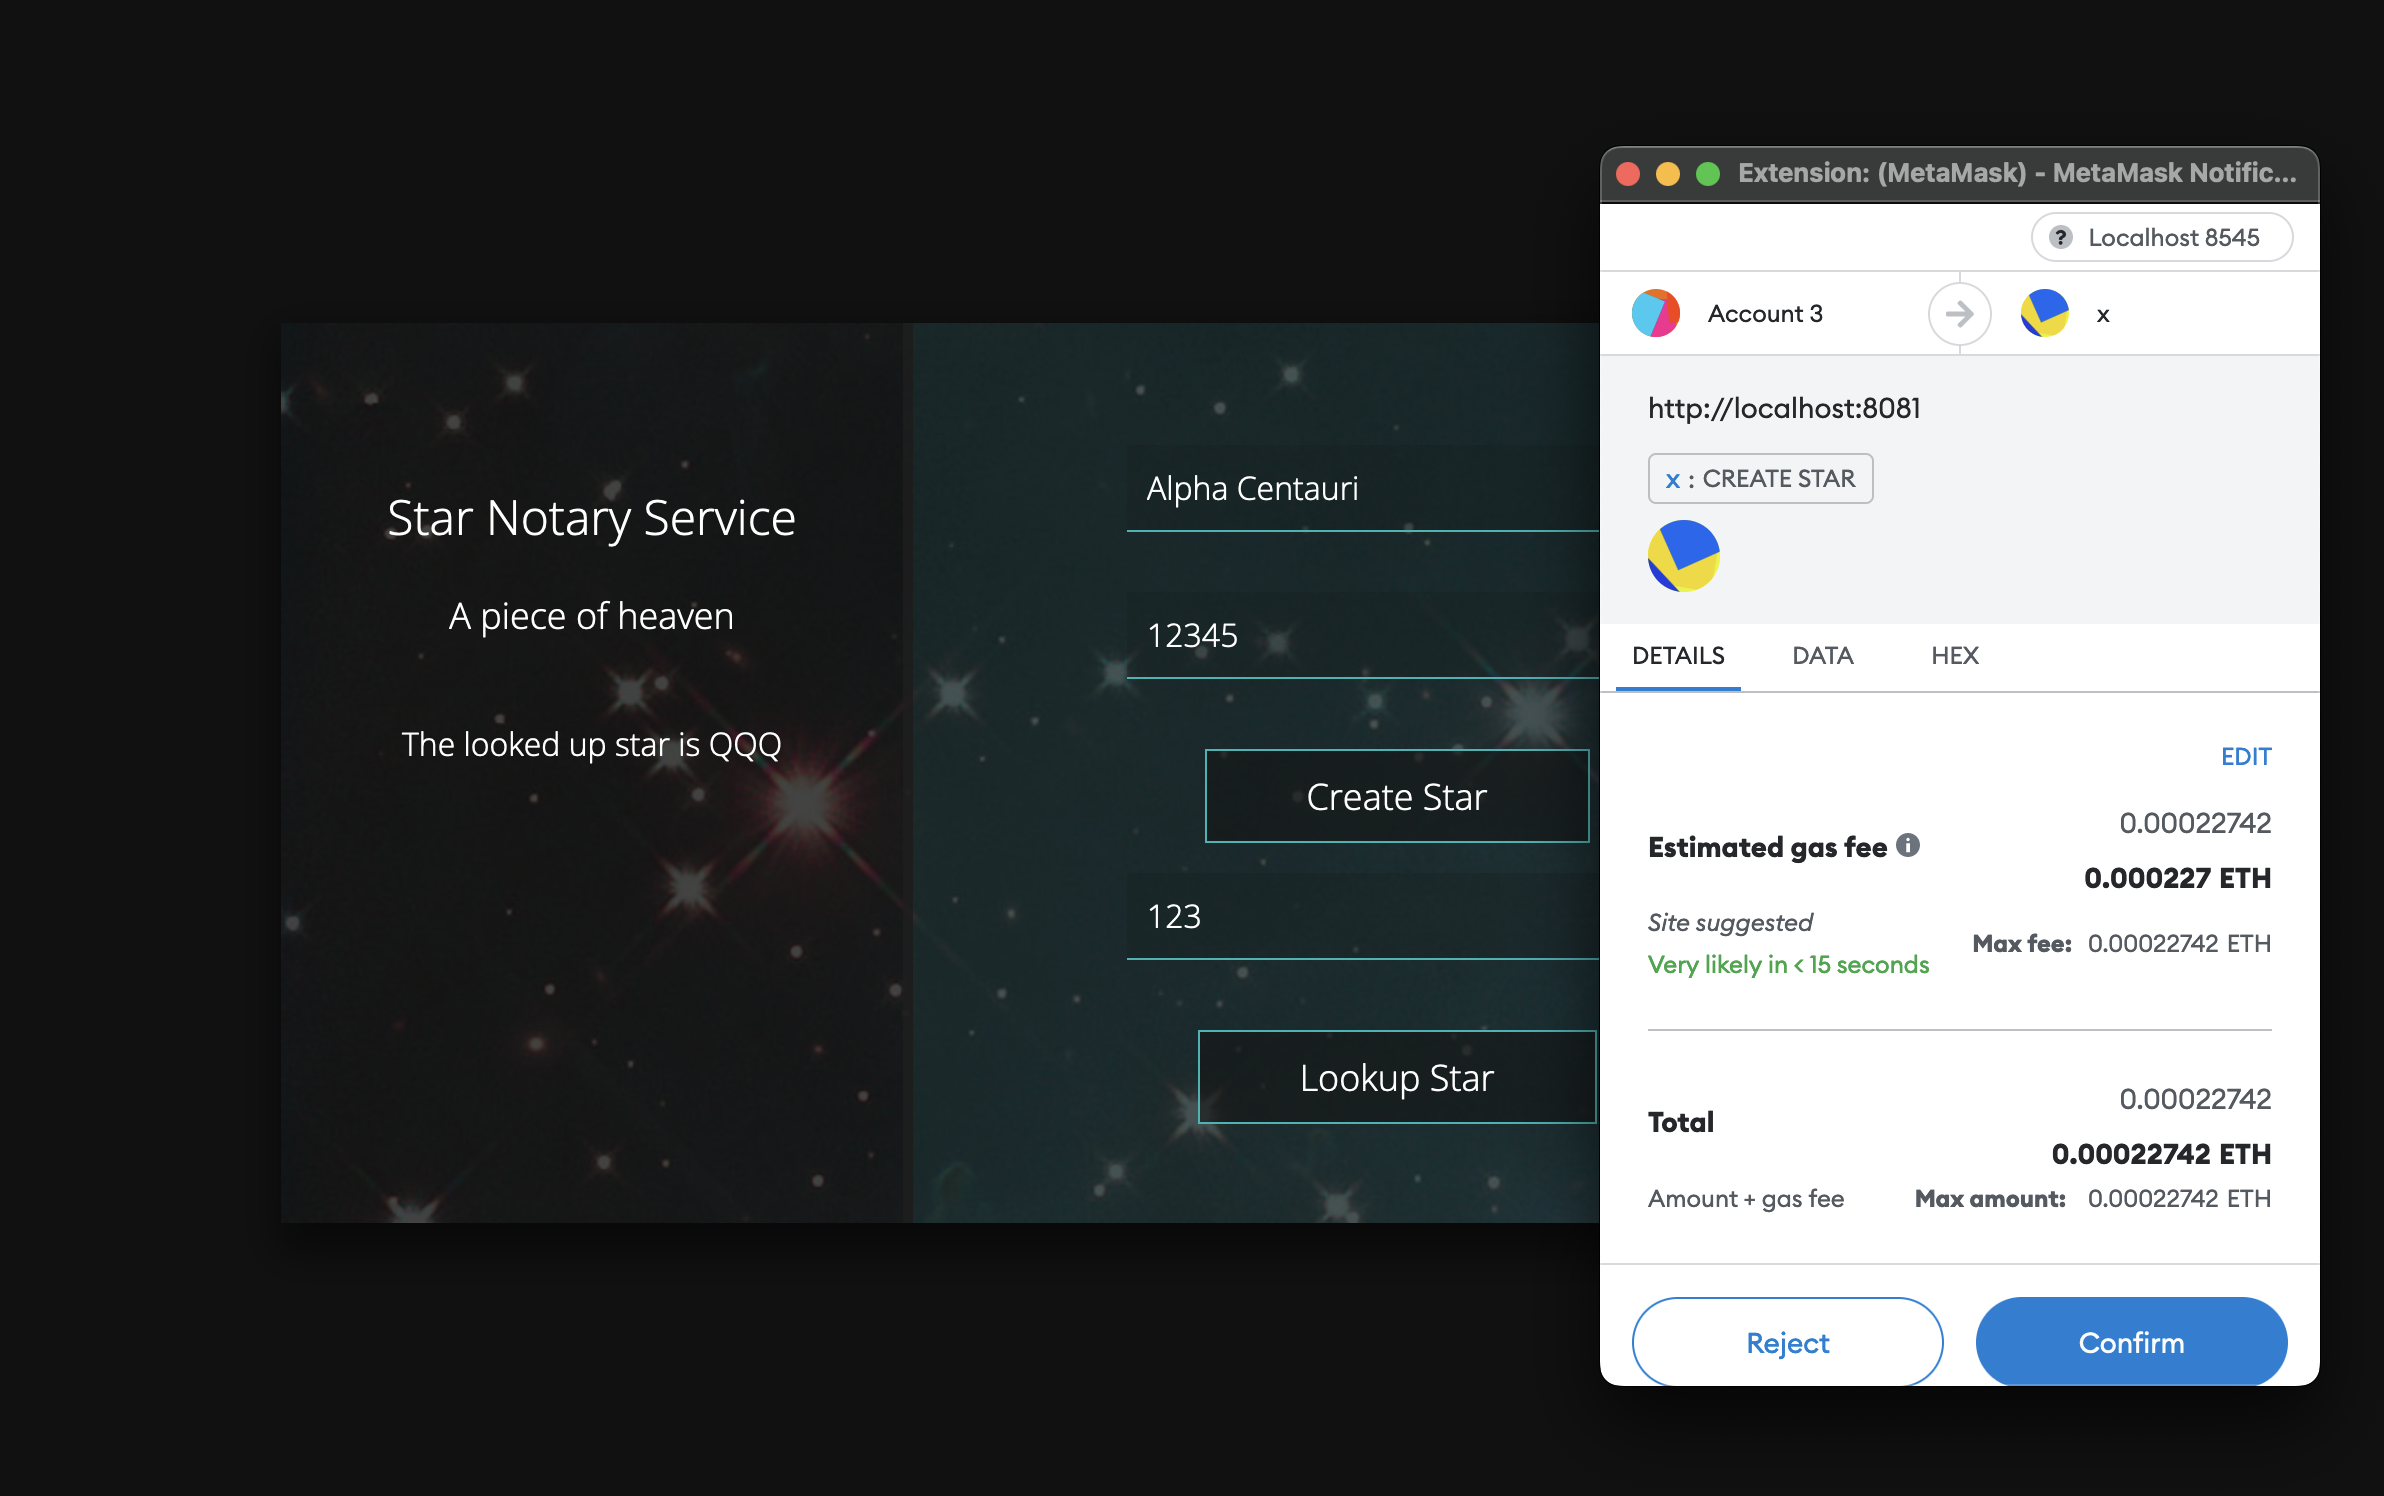 Star Notary Service
A piece of heaven
The looked up star is QQQ
Alpha Centauri
12345
Create Star
123
Lookup Star
Extension: (MetaMask) - MetaMask Notific...
? Localhost 8545
Account 3
x
http://localhost:8081
x : CREATE STAR
DETAILS DATA HEX
EDIT
0.00022742
Estimated gas fee
0.000227 ETH
Site suggested
Very likely in < 15 seconds
Max fee: 0.00022742 ETH
0.00022742
Total
0.00022742 ETH
Amount + gas fee Max amount: 0.00022742 ETH
Reject Confirm